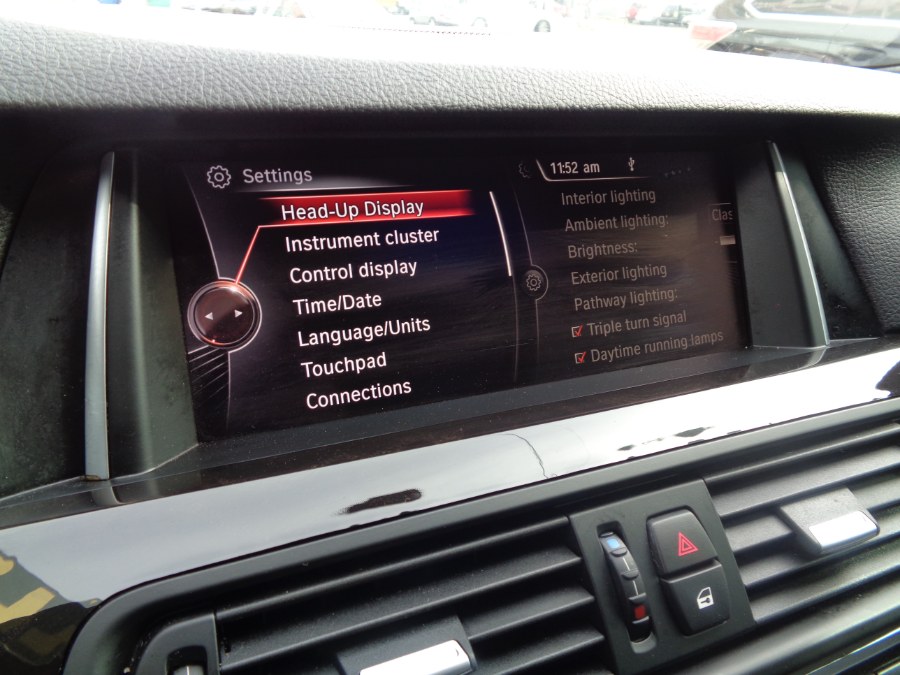 Settings
Head-Up Display
Instrument cluster
Control display
Time/Date
Language/Units
Touchpad
Connections
11:52 am
Interior lighting
Ambient lighting:
Clas
Brightness:
Exterior lighting
Pathway lighting:
Triple turn signal
Daytime running lamps